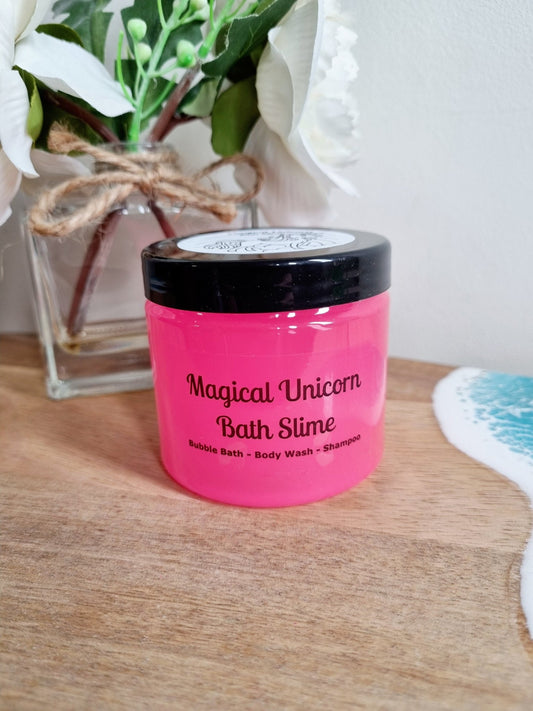 Magical Unicorn
Bath Slime
Bubble Bath - Body Wash - Shampoo